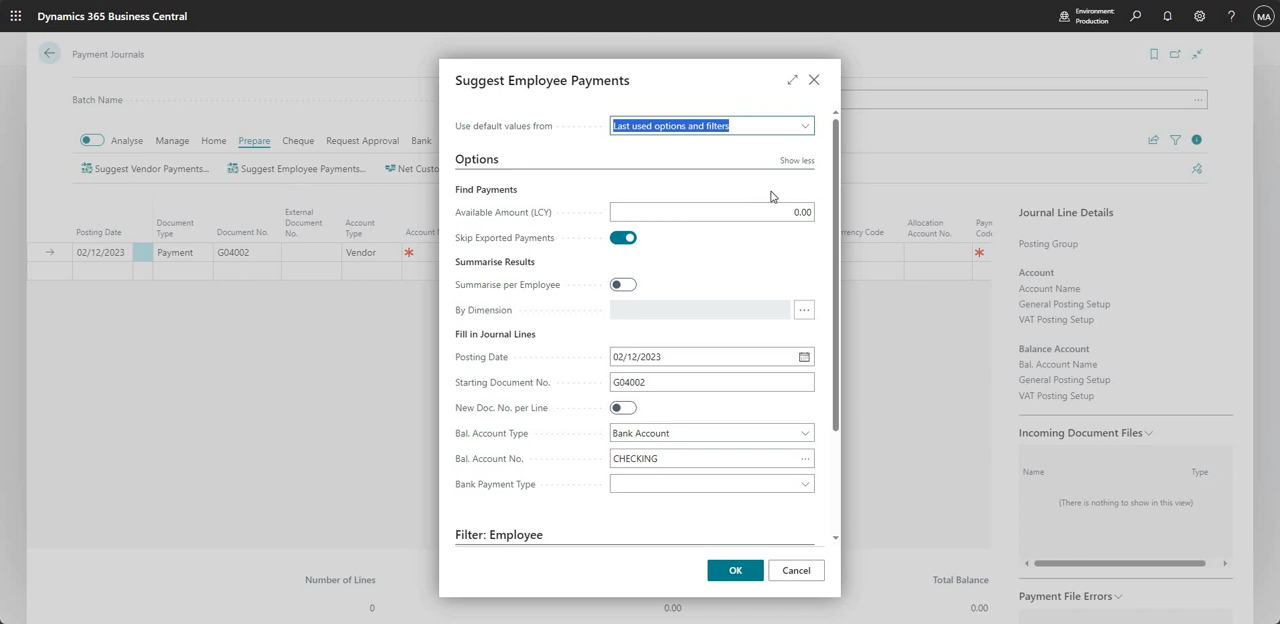 Dynamics 365 Business Central
Environment:
Production
MA
Payment Journals
Batch Name
Analyse Manage Home Prepare Cheque Request Approval Bank
Suggest Vendor Payments... Suggest Employee Payments... Net Custo
Posting Date Document Type Document No. External Document No. Account Type Account rrency Code Allocation Account No. Code
02/12/2023 Payment G04002 Vendor
Number of Lines Total Balance
0 0.00 0.00
Suggest Employee Payments
Use default values from Last used options and filters
Options Show less
Find Payments
Available Amount (LCY) 0.00
Skip Exported Payments
Summarise Results
Summarise per Employee
By Dimension ...
Fill in Journal Lines
Posting Date 02/12/2023
Starting Document No. G04002
New Doc. No. per Line
Bal. Account Type Bank Account
Bal. Account No. CHECKING ...
Bank Payment Type
Filter: Employee
OK Cancel
Journal Line Details
Posting Group
Account
Account Name
General Posting Setup
VAT Posting Setup
Balance Account
Bal. Account Name
General Posting Setup
VAT Posting Setup
Incoming Document Files
Name Type
(There is nothing to show in this view)
Payment File Errors